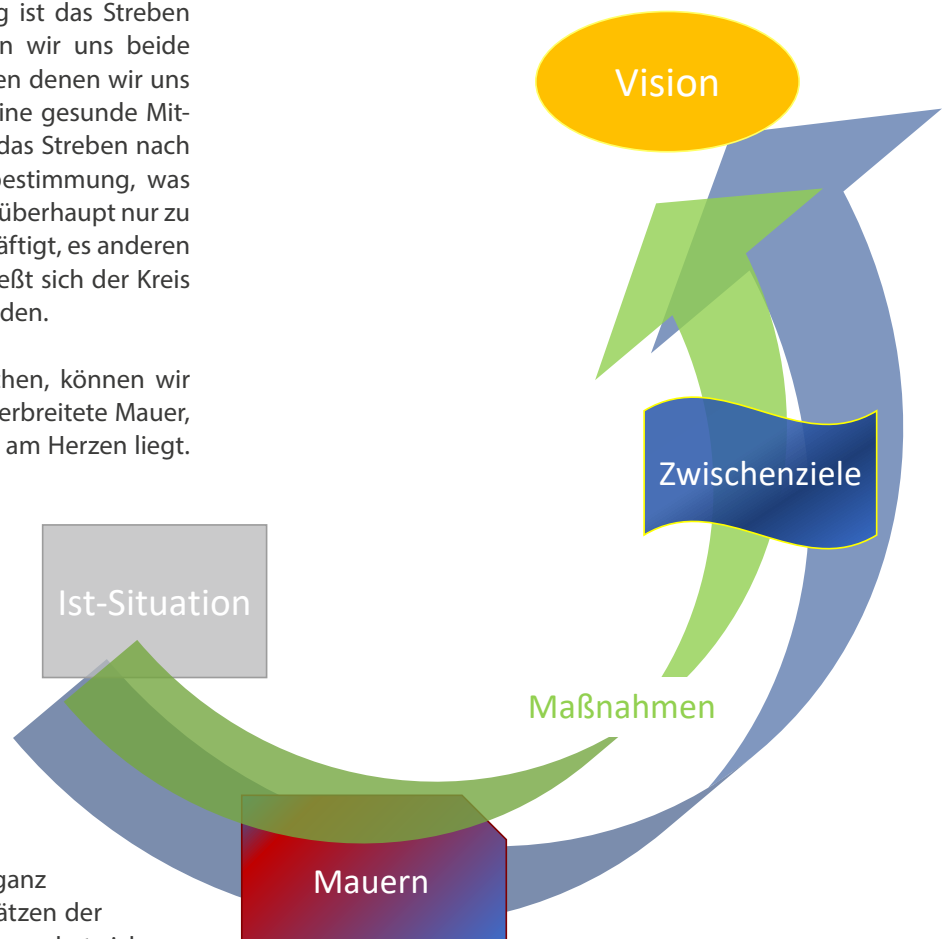 g ist das Streben
n wir uns beide
en denen wir uns
ine gesunde Mit-
das Streben nach
bestimmung, was
überhaupt nur zu
äftigt, es anderen
eßt sich der Kreis
den.
chen, können wir
erbreitete Mauer,
am Herzen liegt.
Vision
Zwischenziele
Ist-Situation
Maßnahmen
Mauern
ganz
ätzen der